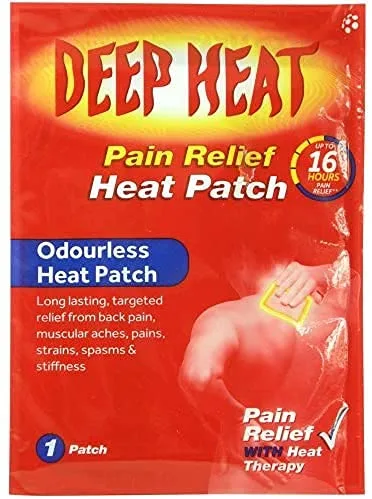 DEEP HEAT
Pain Relief
Heat Patch
UP TO
16
HOURS
PAIN
RELIEF*
Odourless
Heat Patch
Long lasting, targeted
relief from back pain,
muscular aches, pains,
strains, spasms &
stiffness
1 Patch
Pain
Relief
WITH Heat
Therapy